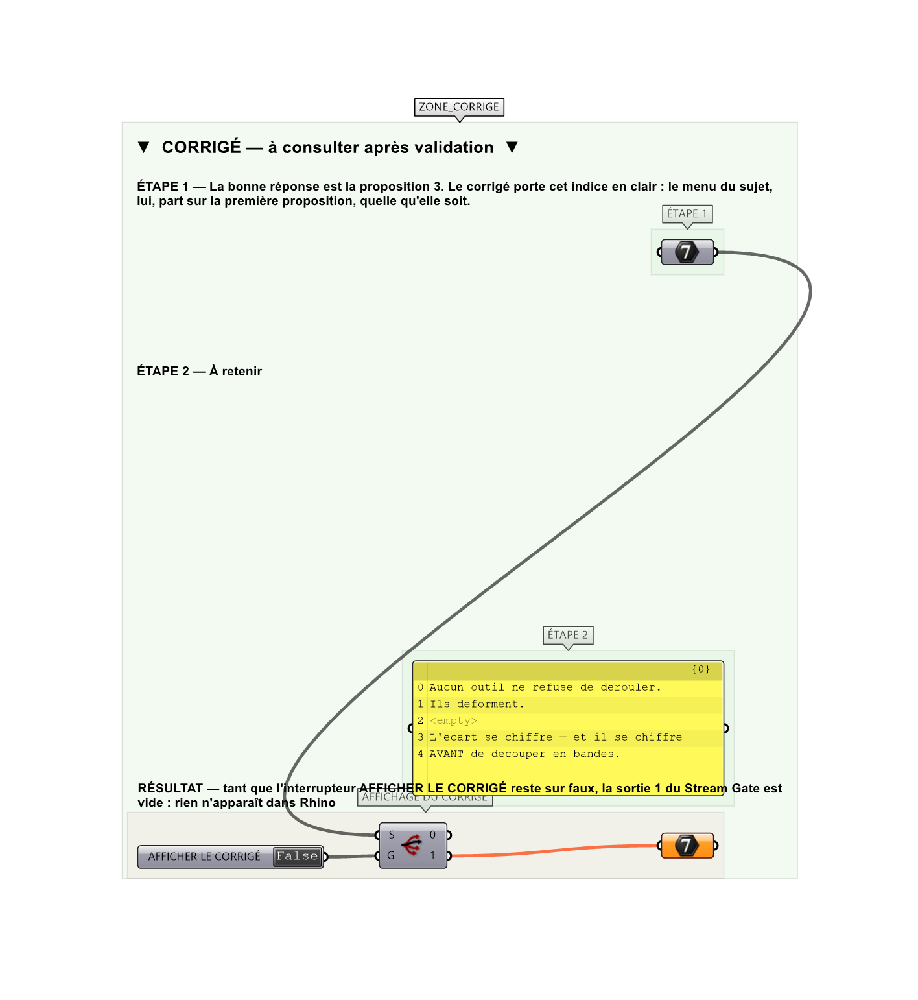 ZONE_CORRIGE
▼ CORRIGÉ — à consulter après validation ▼
ÉTAPE 1 — La bonne réponse est la proposition 3. Le corrigé porte cet indice en clair : le menu du sujet,
lui, part sur la première proposition, quelle qu'elle soit.
ÉTAPE 1
7
ÉTAPE 2 — À retenir
ÉTAPE 2
{0}
0 Aucun outil ne refuse de derouler.
1 Ils deforment.
2 <empty>
3 L'ecart se chiffre — et il se chiffre
4 AVANT de decouper en bandes.
RÉSULTAT — tant que l'interrupteur AFFICHER LE CORRIGÉ reste sur faux, la sortie 1 du Stream Gate est
vide : rien n'apparaît dans Rhino
AFFICHAGE DU CORRIGÉ
S 0
G 1
AFFICHER LE CORRIGÉ False
7